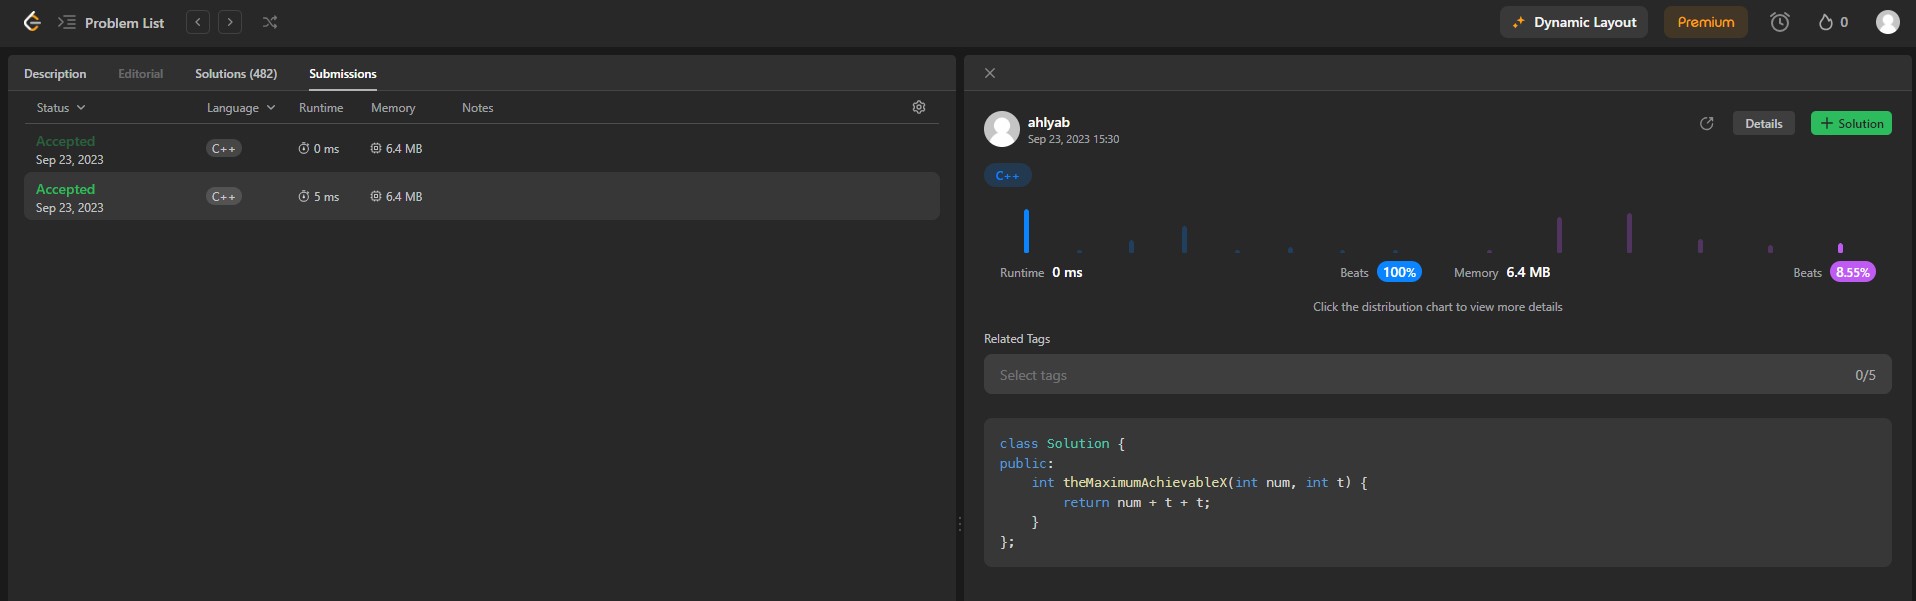 Problem List
Dynamic Layout
Premium
0
Description Editorial Solutions (482) Submissions
Status Language Runtime Memory Notes
Accepted
Sep 23, 2023
C++ 0 ms 6.4 MB
Accepted
Sep 23, 2023
C++ 5 ms 6.4 MB
ahlyab
Sep 23, 2023 15:30
Details
+ Solution
C++
Runtime 0 ms Beats 100% Memory 6.4 MB Beats 8.55%
Click the distribution chart to view more details
Related Tags
Select tags 0/5
class Solution {
public:
    int theMaximumAchievableX(int num, int t) {
        return num + t + t;
    }
};